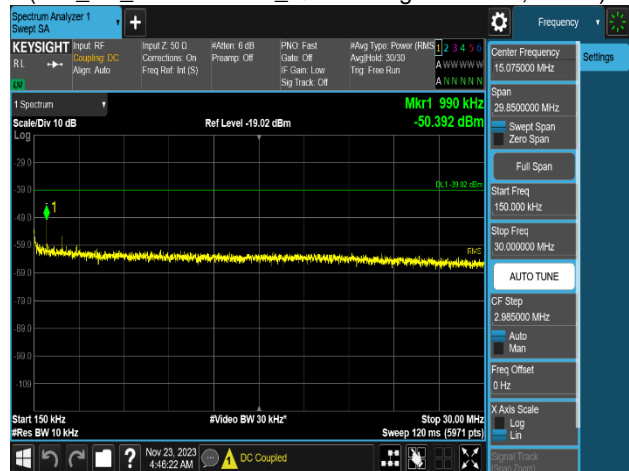 Spectrum Analyzer 1
Swept SA
Frequency
KEYSIGHT
RL
LV
Input: RF
Coupling: DC
Align: Auto
Input Z: 50 Ω
Corrections: On
Freq Ref: Int (S)
#Atten: 6 dB
Preamp: Off
PNO: Fast
Gate: Off
IF Gain: Low
Sig Track: Off
#Avg Type: Power (RMS
Avg|Hold: 30/30
Trig: Free Run
1 2 3 4 5 6
A W W W W W
A N N N N N
1 Spectrum
Scale/Div 10 dB
Log
Ref Level -19.02 dBm
Mkr1 990 kHz
-50.392 dBm
-29.0
-39.0
-49.0
-59.0
-69.0
-79.0
-89.0
-99.0
-109
DL1 -39.02 dBm
1
RMS
Start 150 kHz
#Res BW 10 kHz
#Video BW 30 kHz*
Stop 30.00 MHz
Sweep 120 ms (5971 pts)
Center Frequency
15.075000 MHz
Settings
Span
29.8500000 MHz
Swept Span
Zero Span
Full Span
Start Freq
150.000 kHz
Stop Freq
30.000000 MHz
AUTO TUNE
CF Step
2.985000 MHz
Auto
Man
Freq Offset
0 Hz
X Axis Scale
Log
Lin
Signal Track
(Span Zoom)
Nov 23, 2023
4:46:22 AM
DC Coupled